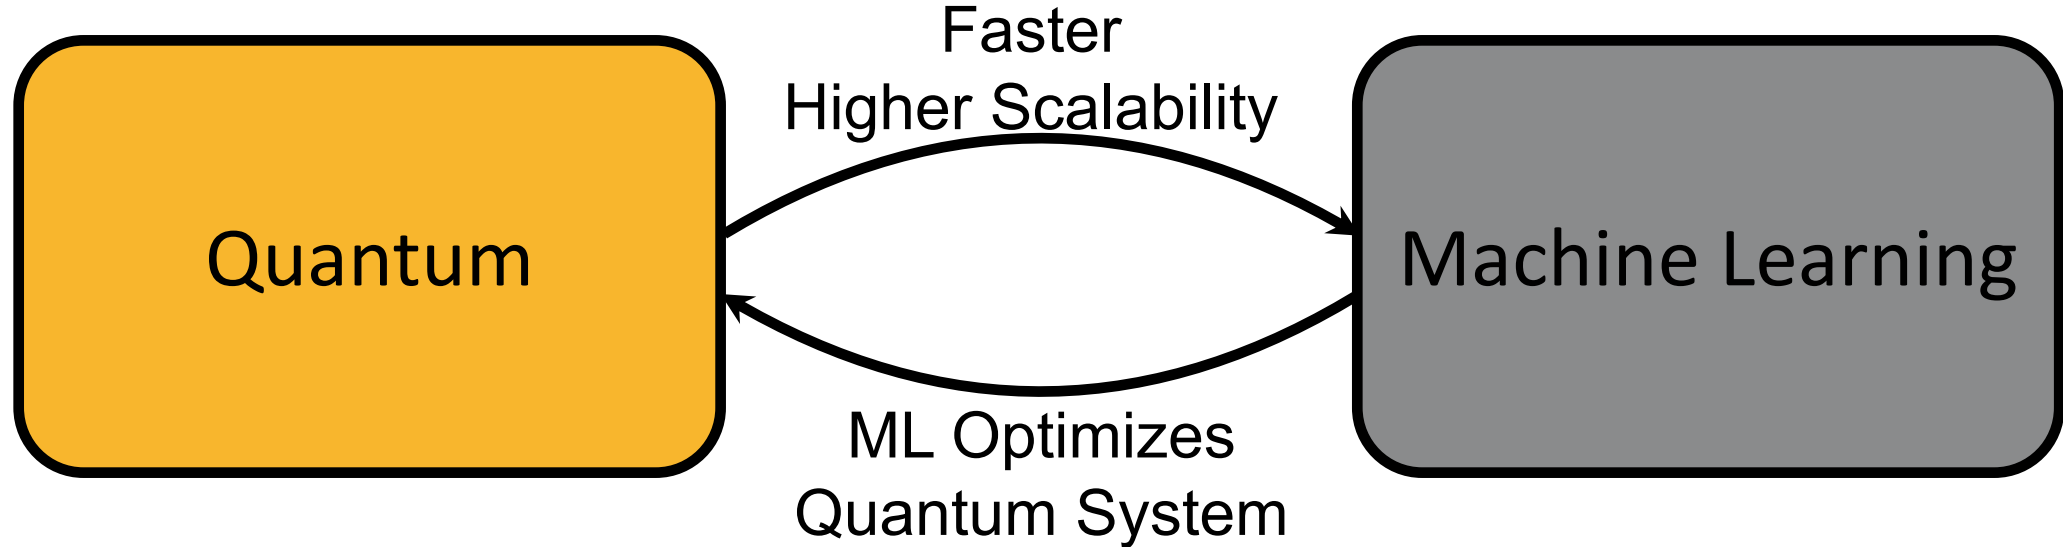 Faster
Higher Scalability
Quantum
Machine Learning
ML Optimizes
Quantum System